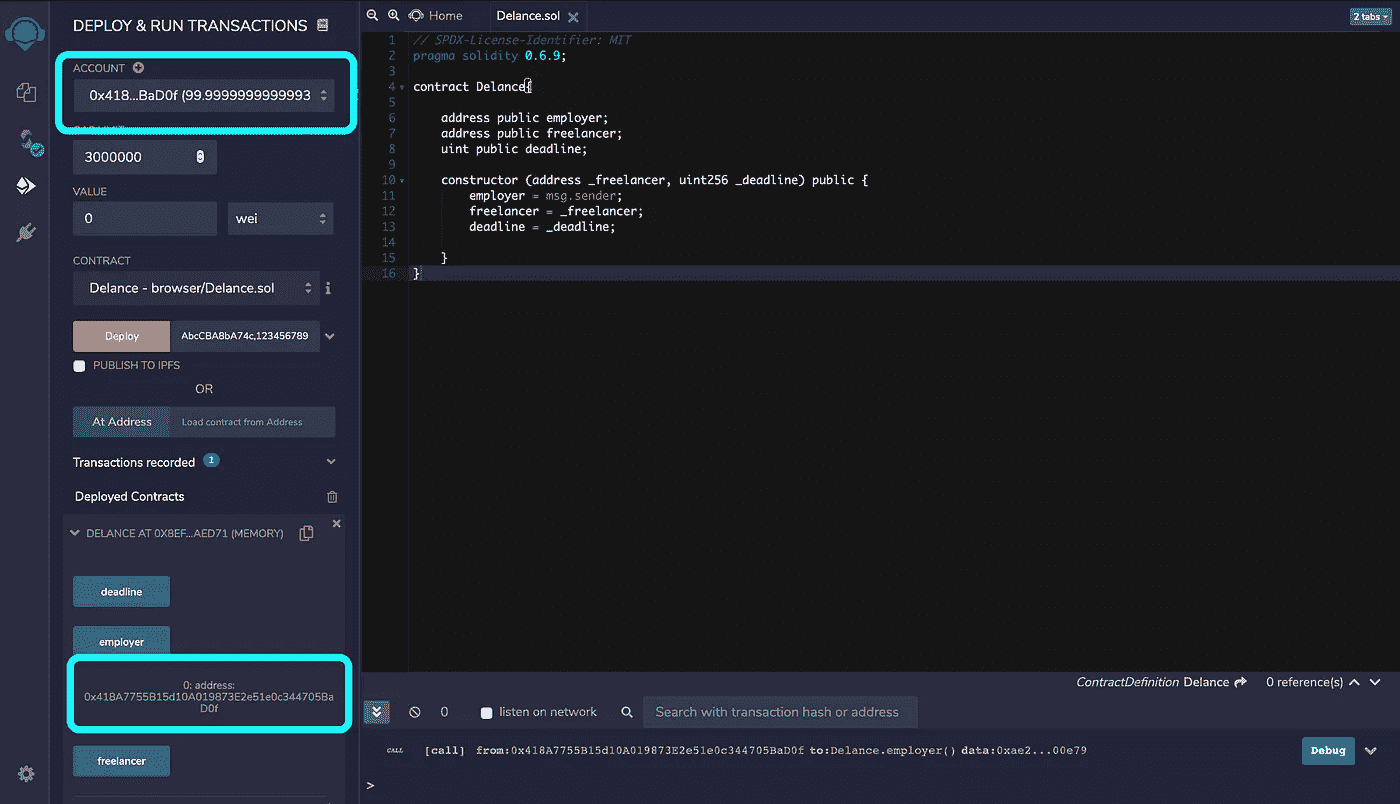 DEPLOY & RUN TRANSACTIONS
ACCOUNT
0x418...BaD0f (99.9999999999993
3000000
VALUE
0 wei
CONTRACT
Delance - browser/Delance.sol
Deploy AbcCBA8bA74c,123456789
PUBLISH TO IPFS
OR
At Address Load contract from Address
Transactions recorded 1
Deployed Contracts
DELANCE AT 0X8EF...AED71 (MEMORY)
deadline
employer
0: address:
0x418A7755B15d10A019873E2e51e0c344705Ba
D0f
freelancer
Home Delance.sol 2 tabs
1 // SPDX-License-Identifier: MIT
2 pragma solidity 0.6.9;
3
4 contract Delance{
5
6 address public employer;
7 address public freelancer;
8 uint public deadline;
9
10 constructor (address _freelancer, uint256 _deadline) public {
11 employer = msg.sender;
12 freelancer = _freelancer;
13 deadline = _deadline;
14
15 }
16 }
ContractDefinition Delance 0 reference(s)
0 listen on network Search with transaction hash or address
CALL [call] from:0x418A7755B15d10A019873E2e51e0c344705BaD0f to:Delance.employer() data:0xae2...00e79 Debug
>